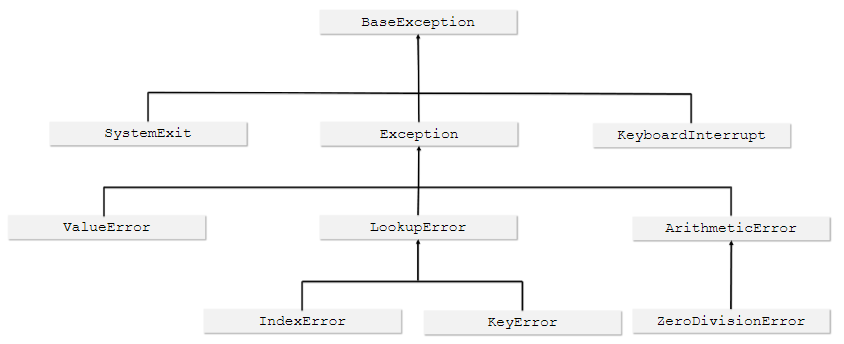 BaseException
SystemExit
Exception
KeyboardInterrupt
ValueError
LookupError
ArithmeticError
IndexError
KeyError
ZeroDivisionError